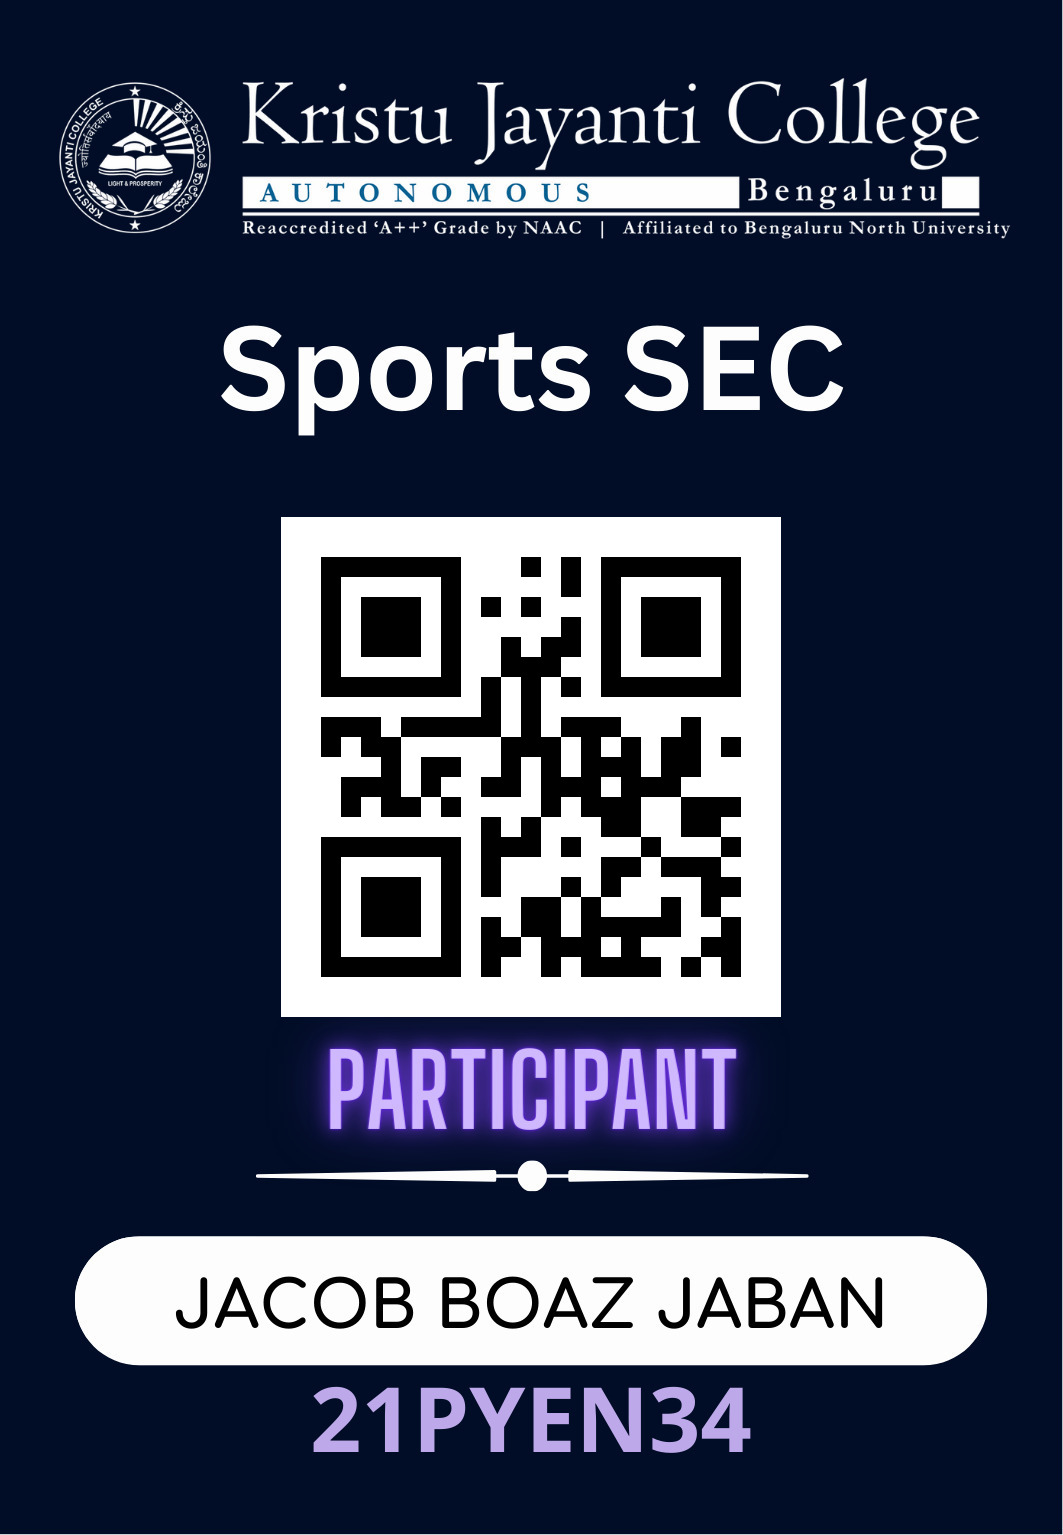 KRISTU JAYANTI COLLEGE
ಕ್ರಿಸ್ತು ಜಯಂತಿ ಕಾಲೇಜು
LIGHT & PROSPERITY
Kristu Jayanti College
AUTONOMOUS Bengaluru
Reaccredited ‘A++’ Grade by NAAC | Affiliated to Bengaluru North University
Sports SEC
PARTICIPANT
JACOB BOAZ JABAN
21PYEN34